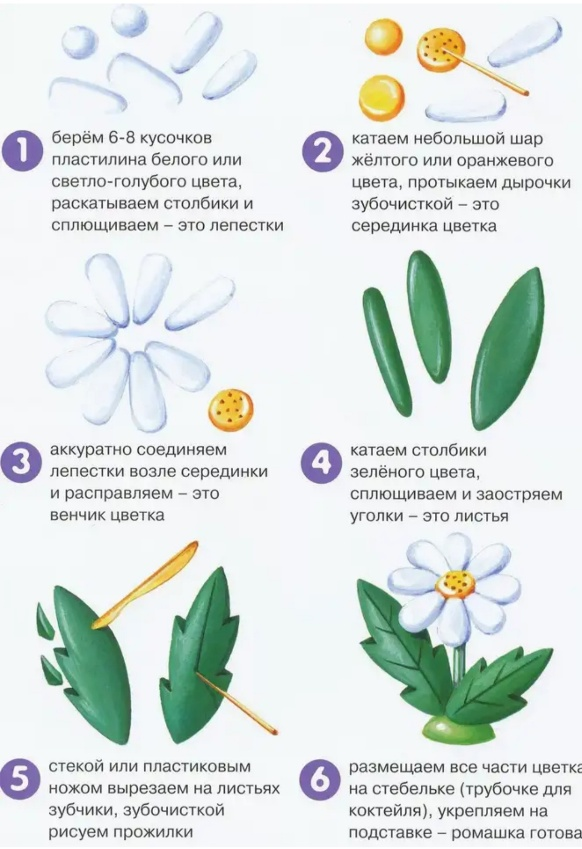 1
берём 6-8 кусочков
пластилина белого или
светло-голубого цвета,
раскатываем столбики и
сплющиваем – это лепестки
2
катаем небольшой шар
жёлтого или оранжевого
цвета, протыкаем дырочки
зубочисткой – это
серединка цветка
3
аккуратно соединяем
лепестки возле серединки
и расправляем – это
венчик цветка
4
катаем столбики
зелёного цвета,
сплющиваем и заостряем
уголки – это листья
5
стекой или пластиковым
ножом вырезаем на листьях
зубчики, зубочисткой
рисуем прожилки
6
размещаем все части цветка
на стебельке (трубочке для
коктейля), укрепляем на
подставке – ромашка готова